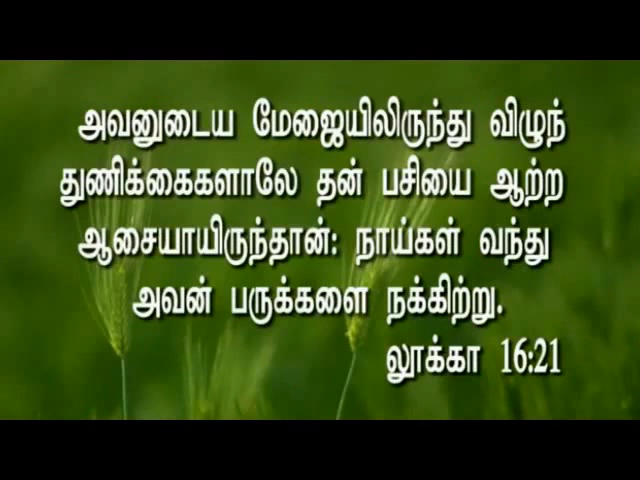 அவனுடைய மேஜையிலிருந்து விழுந்
துணிக்கைகளாலே தன் பசியை ஆற்ற
ஆசையாயிருந்தான்: நாய்கள் வந்து
அவன் பருக்களை நக்கிற்று.
லூக்கா 16:21